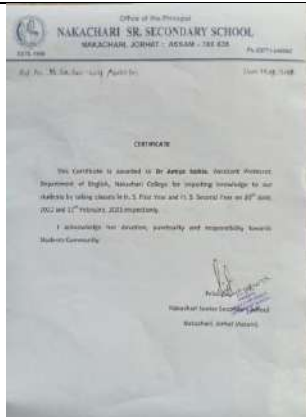 Office of the Principal
NAKACHARI SR. SECONDARY SCHOOL
NAKACHARI, JORHAT : ASSAM - 785 635
CERTIFICATE
This Certificate is awarded to Dr Saikia, Assistant Professor,
Department of English, Nakachari College for imparting knowledge to our
students by taking classes in H. S. First Year and H. S. Second Year on June,
2022 and February, 2023 respectively.
I acknowledge her devotion, punctuality and responsibility towards
Students Community.
Nakachari Senior Secondary School
Nakachari, Jorhat (Assam)